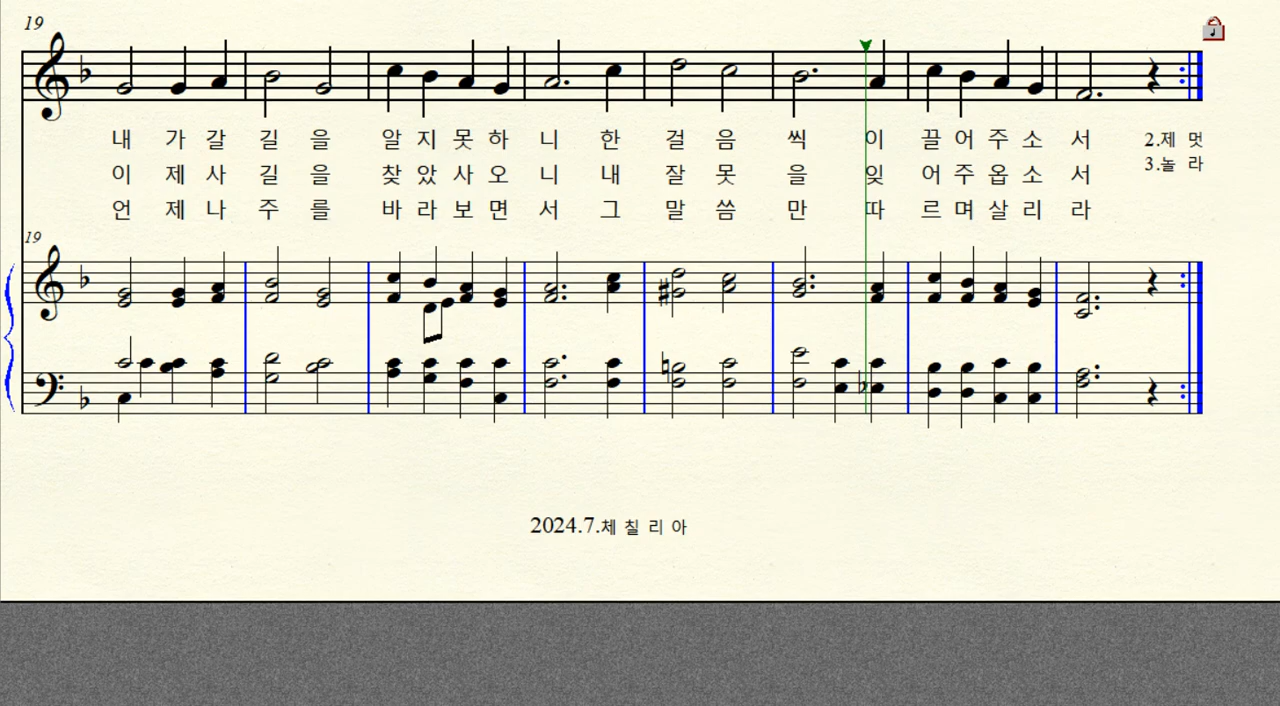 19
내 가 갈 길 을 알 지 못 하 니 한 걸 음 씩 이 끌 어 주 소 서 2.제 멋
이 제 사 길 을 찾 았 사 오 니 내 잘 못 을 잊 어 주 옵 소 서 3.놀 라
언 제 나 주 를 바 라 보 면 서 그 말 씀 만 따 르 며 살 리 라
19
2024.7.체 칠 리 아